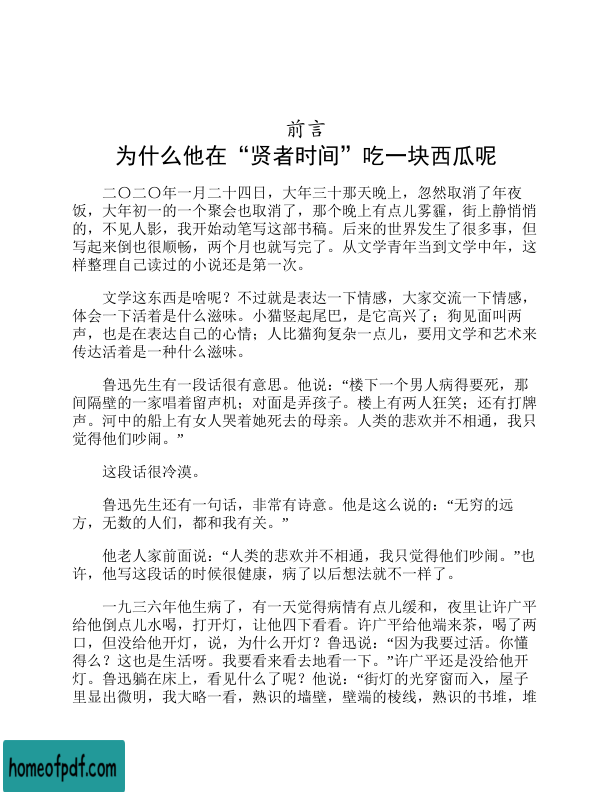 前言
为什么他在“贤者时间”吃一块西瓜呢
二〇二〇年一月二十四日，大年三十那天晚上，忽然取消了年夜
饭，大年初一的一个聚会也取消了，那个晚上有点儿雾霾，街上静悄悄
的，不见人影，我开始动笔写这部书稿。后来的世界发生了很多事，但
写起来倒也很顺畅，两个月也就写完了。从文学青年当到文学中年，这
样整理自己读过的小说还是第一次。
文学这东西是啥呢？不过就是表达一下情感，大家交流一下情感，
体会一下活着是什么滋味。小猫竖起尾巴，是它高兴了；狗见面叫两
声，也是在表达自己的心情；人比猫狗复杂一点儿，要用文学和艺术来
传达活着是一种什么滋味。
鲁迅先生有一段话很有意思。他说：“楼下一个男人病得要死，那
间隔壁的一家唱着留声机；对面是弄孩子。楼上有两人狂笑；还有打牌
声。河中的船上有女人哭着她死去的母亲。人类的悲欢并不相通，我只
觉得他们吵闹。”
这段话很冷漠。
鲁迅先生还有一句话，非常有诗意。他是这么说的：“无穷的远
方，无数的人们，都和我有关。”
他老人家前面说：“人类的悲欢并不相通，我只觉得他们吵闹。”也
许，他写这段话的时候很健康，病了以后想法就不一样了。
一九三六年他生病了，有一天觉得病情有点儿缓和，夜里让许广平
给他倒点儿水喝，打开灯，让他四下看看。许广平给他端来茶，喝了两
口，但没给他开灯，说，为什么开灯？鲁迅说：“因为我要过活。你懂
得么？这也是生活呀。我要看来看去地看一下。”许广平还是没给他开
灯。鲁迅躺在床上，看见什么了呢？他说：“街灯的光穿窗而入，屋子
里显出微明，我大略一看，熟识的墙壁，壁端的棱线，熟识的书堆，堆
homeofpdf.com